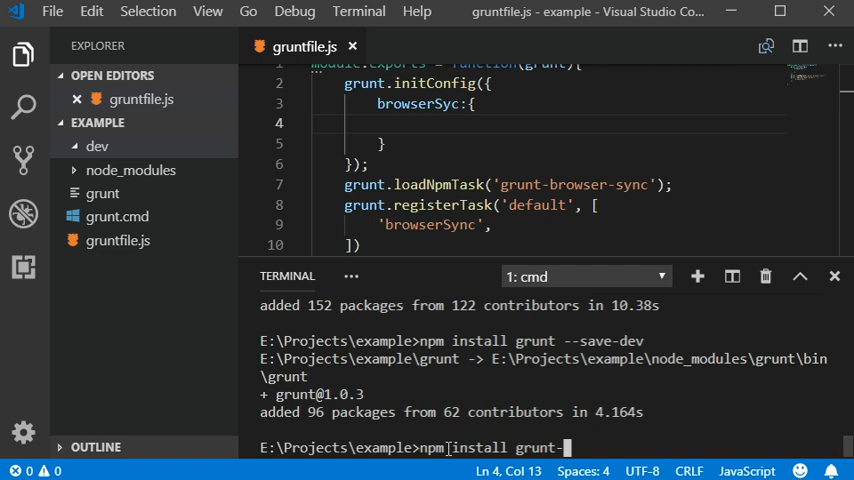 File Edit Selection View Go Debug Terminal Help gruntfile.js - example - Visual Studio Co...
EXPLORER
gruntfile.js
OPEN EDITORS
gruntfile.js
EXAMPLE
dev
node_modules
grunt
grunt.cmd
gruntfile.js
OUTLINE
1 module.exports = function(grunt){
2 grunt.initConfig({
3 browserSyc:{
4
5 }
6 });
7 grunt.loadNpmTask('grunt-browser-sync');
8 grunt.registerTask('default', [
9 'browserSync',
10 ])
TERMINAL ... 1: cmd
added 152 packages from 122 contributors in 10.38s
E:\Projects\example>npm install grunt --save-dev
E:\Projects\example\grunt -> E:\Projects\example\node_modules\grunt\bin
\grunt
+ grunt@1.0.3
added 96 packages from 62 contributors in 4.164s
E:\Projects\example>npm install grunt-
0 0 Ln 4, Col 13 Spaces: 4 UTF-8 CRLF JavaScript